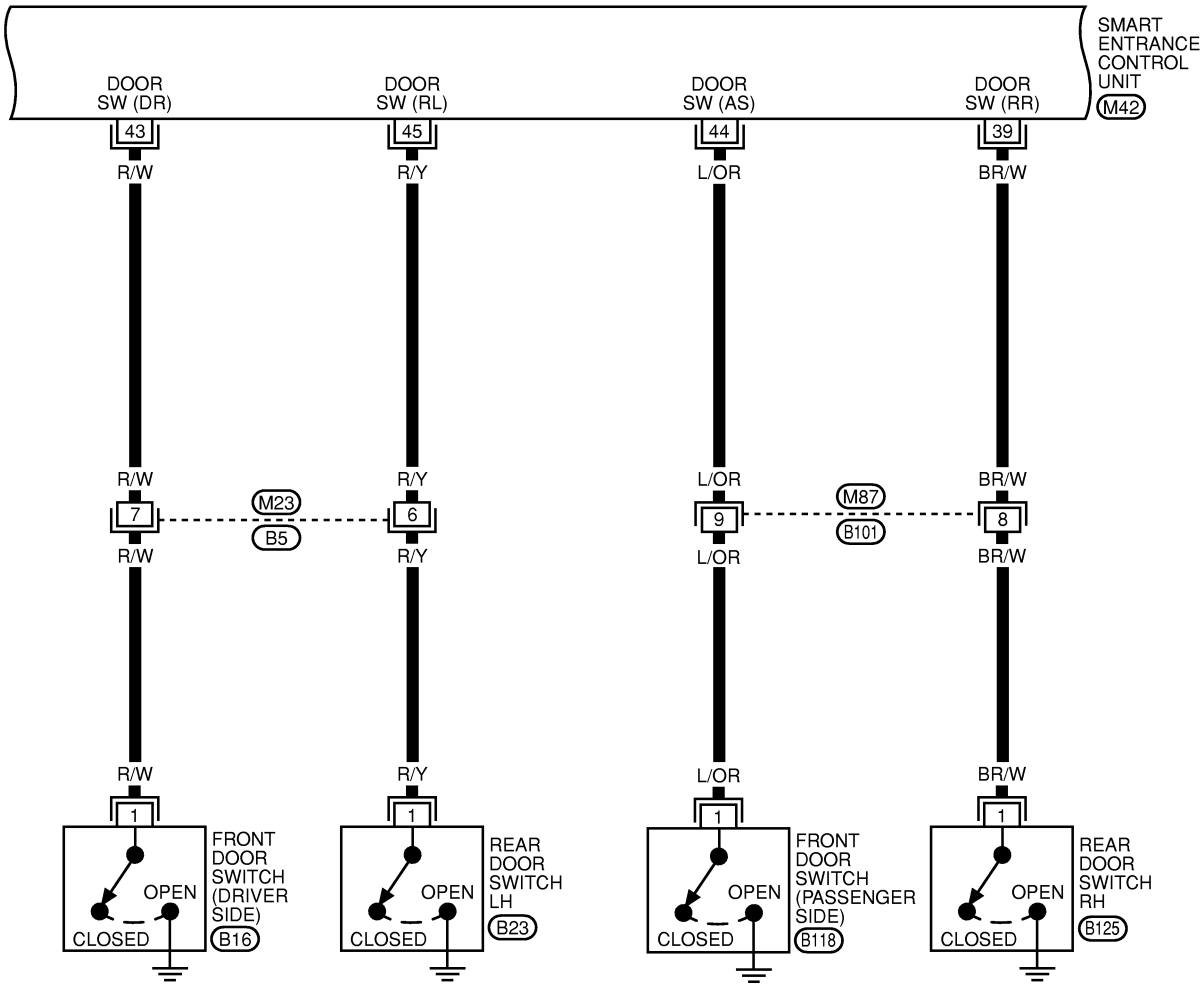 SMART
ENTRANCE
CONTROL
UNIT
M42
DOOR
SW (DR)
DOOR
SW (RL)
DOOR
SW (AS)
DOOR
SW (RR)
43
45
44
39
R/W
R/Y
L/OR
BR/W
R/W
R/Y
L/OR
BR/W
7
M23
B5
6
9
M87
B101
8
R/W
R/Y
L/OR
BR/W
R/W
R/Y
L/OR
BR/W
1
1
1
1
OPEN
CLOSED
FRONT
DOOR
SWITCH
(DRIVER
SIDE)
B16
OPEN
CLOSED
REAR
DOOR
SWITCH
LH
B23
OPEN
CLOSED
FRONT
DOOR
SWITCH
(PASSENGER
SIDE)
B118
OPEN
CLOSED
REAR
DOOR
SWITCH
RH
B125